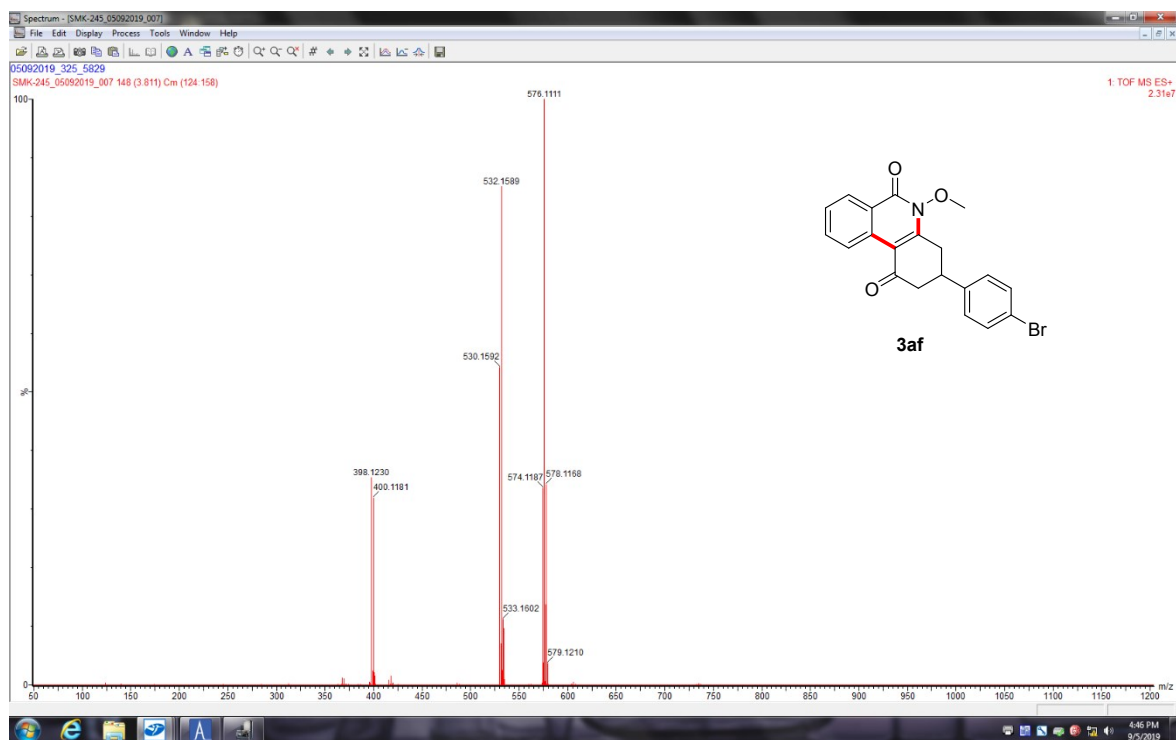 Spectrum - [SMK-245_05092019_007]
File Edit Display Process Tools Window Help
05092019_325_5829
SMK-245_05092019_007 148 (3.811) Cm (124:158)
1: TOF MS ES+
2.31e7
100
%
0
576.1111
532.1589
530.1592
574.1187
578.1168
398.1230
400.1181
533.1602
579.1210
O
N
O
O
Br
3af
50 100 150 200 250 300 350 400 450 500 550 600 650 700 750 800 850 900 950 1000 1050 1100 1150 1200
m/z
4:46 PM
9/5/2019